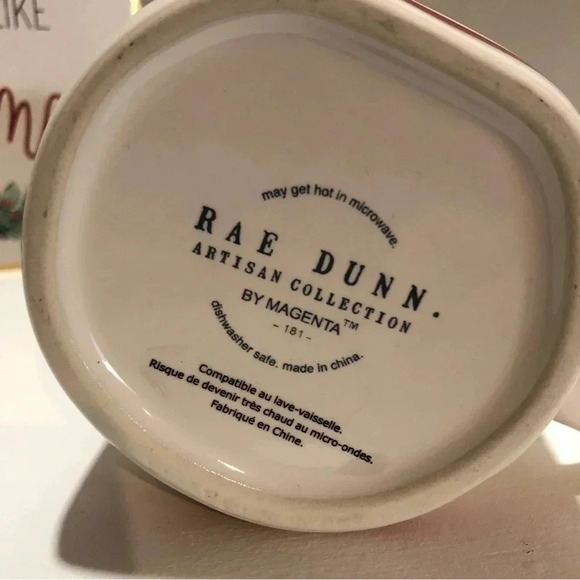 LIKE
may get hot in microwave.
RAE DUNN.
ARTISAN COLLECTION
BY MAGENTA™
- 181 -
dishwasher safe. made in china.
Compatible au lave-vaisselle.
Risque de devenir très chaud au micro-ondes.
Fabriqué en Chine.